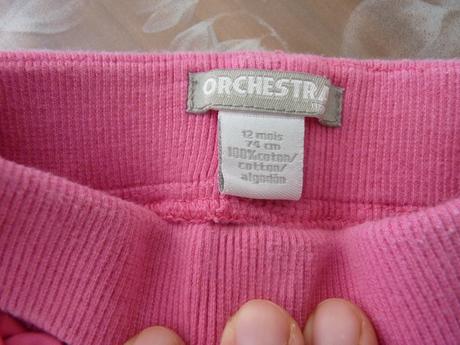 ORCHESTRA
12 mois
74 cm
100% coton/
cotton/
algodón